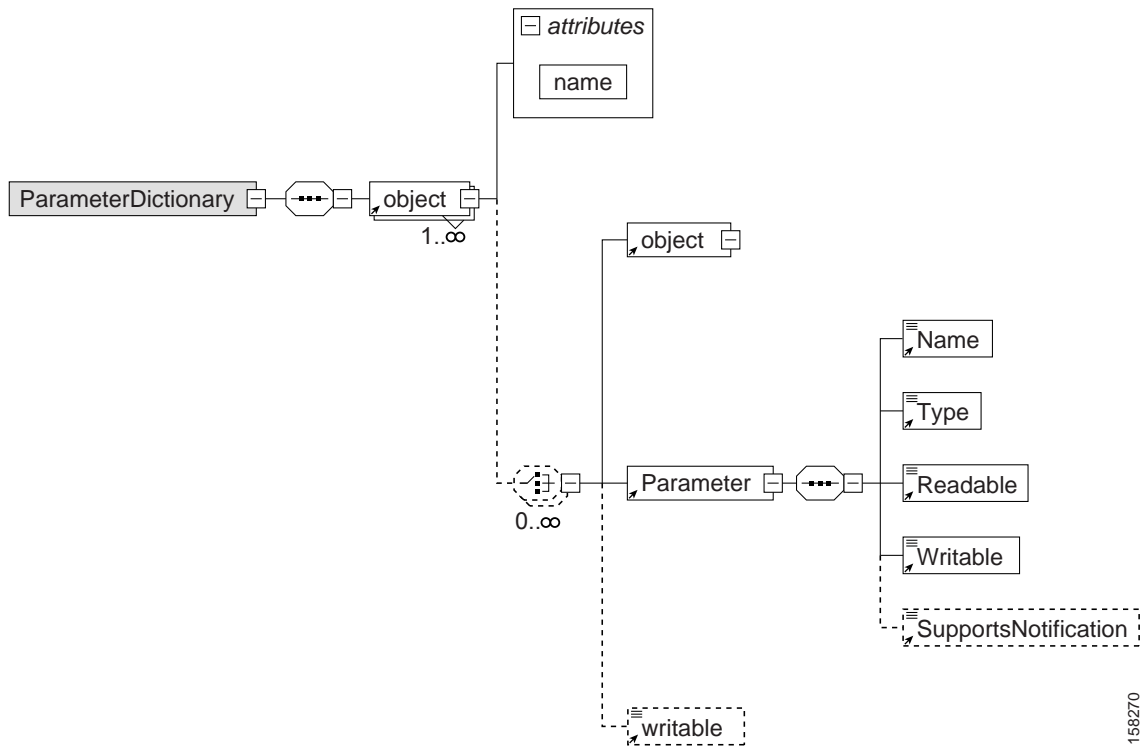 attributes
name
ParameterDictionary
object
1..∞
object
Name
Type
Parameter
Readable
0..∞
Writable
SupportsNotification
writable
158270